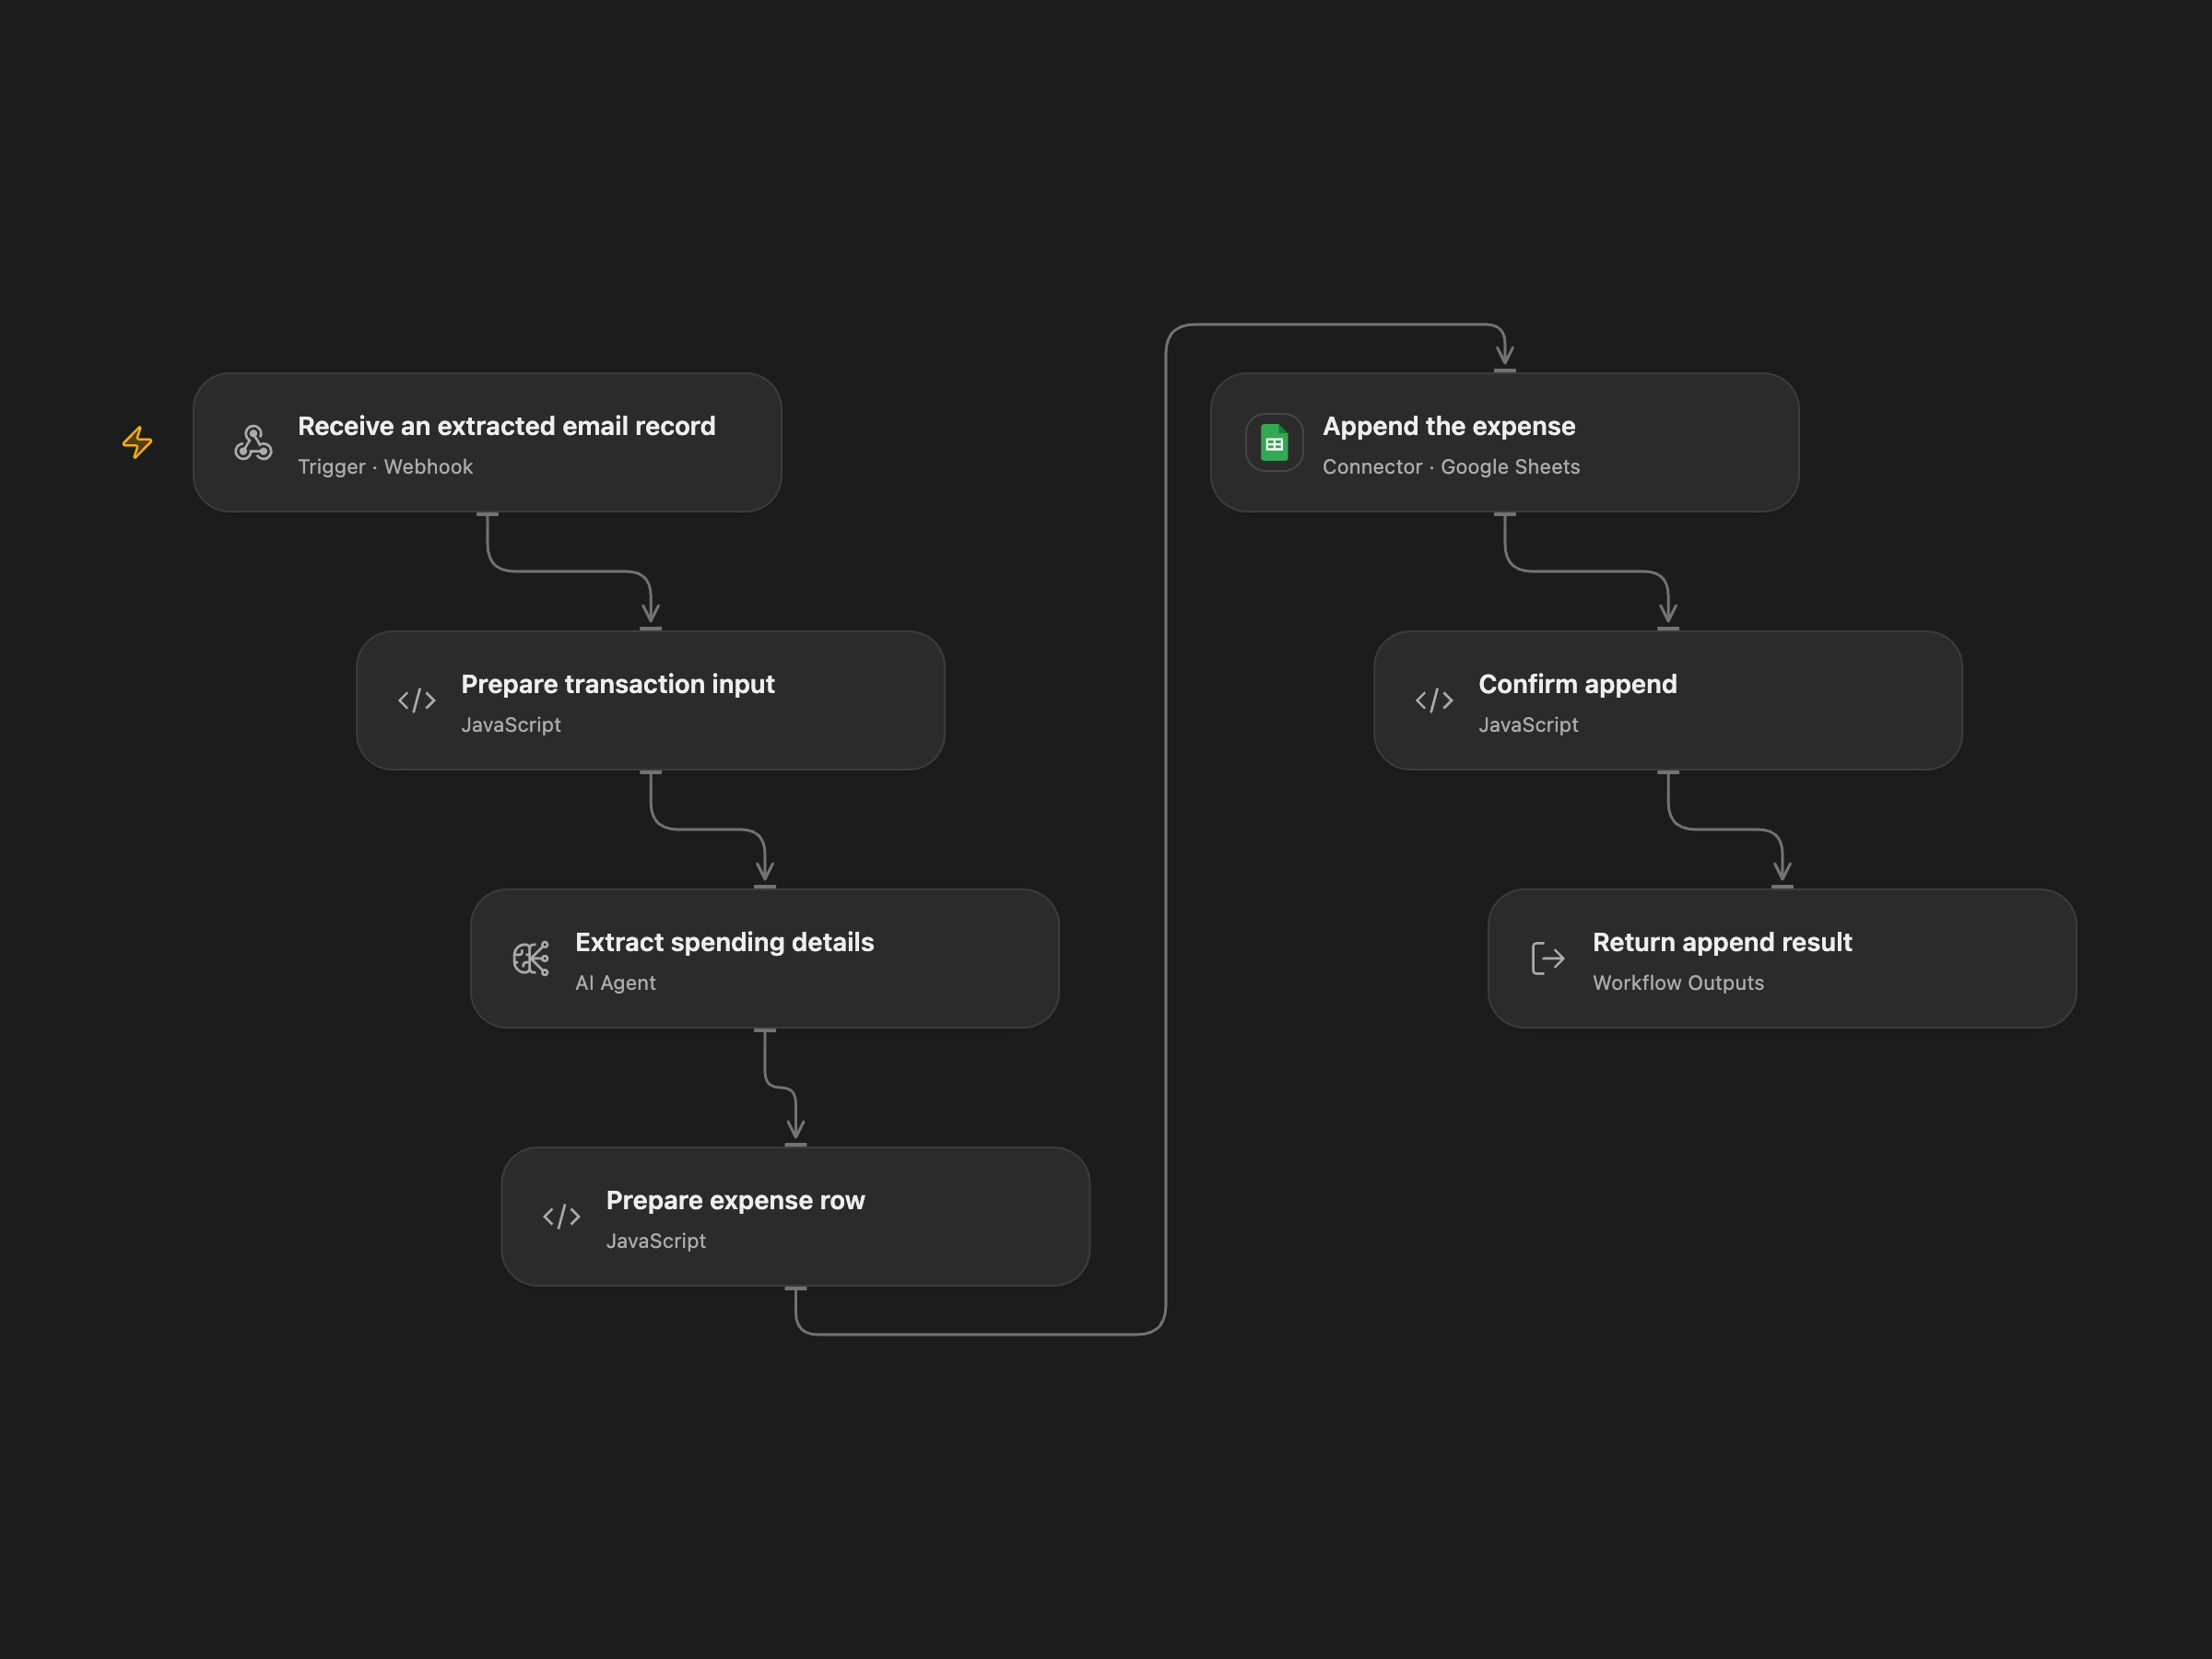 Receive an extracted email record
Trigger · Webhook
Prepare transaction input
JavaScript
Extract spending details
AI Agent
Prepare expense row
JavaScript
Append the expense
Connector · Google Sheets
Confirm append
JavaScript
Return append result
Workflow Outputs